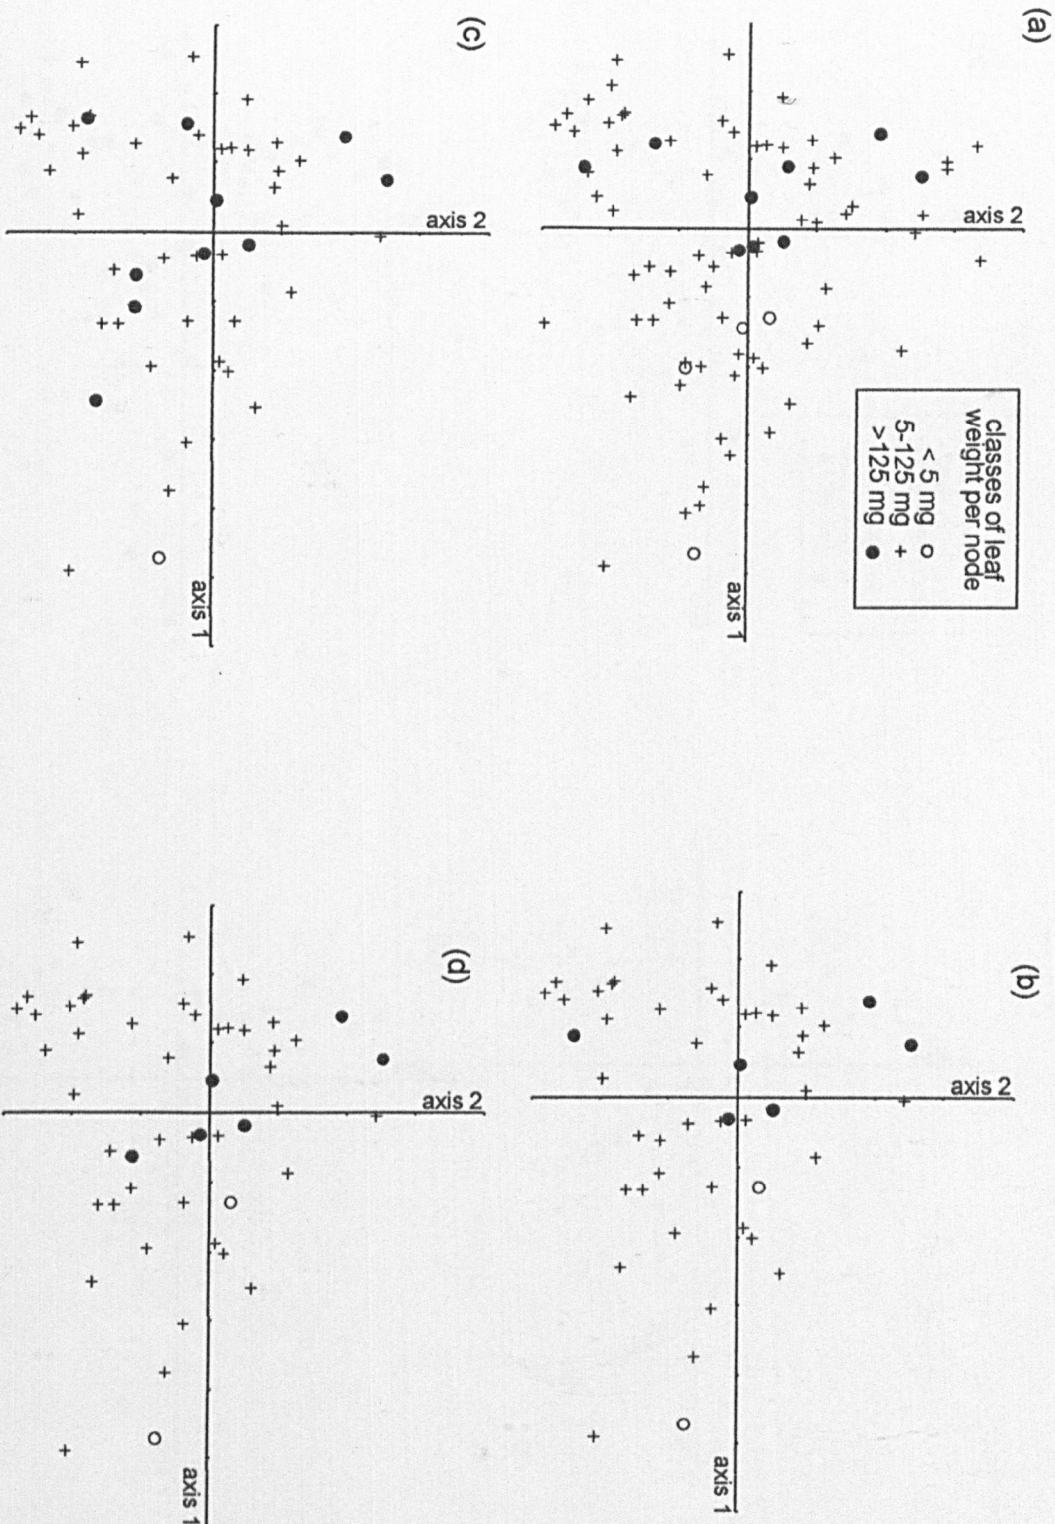 (a)
axis 2
axis 1
classes of leaf
weight per node
< 5 mg o
5-125 mg +
>125 mg ●
(b)
axis 2
axis 1
(c)
axis 2
axis 1
(d)
axis 2
axis 1